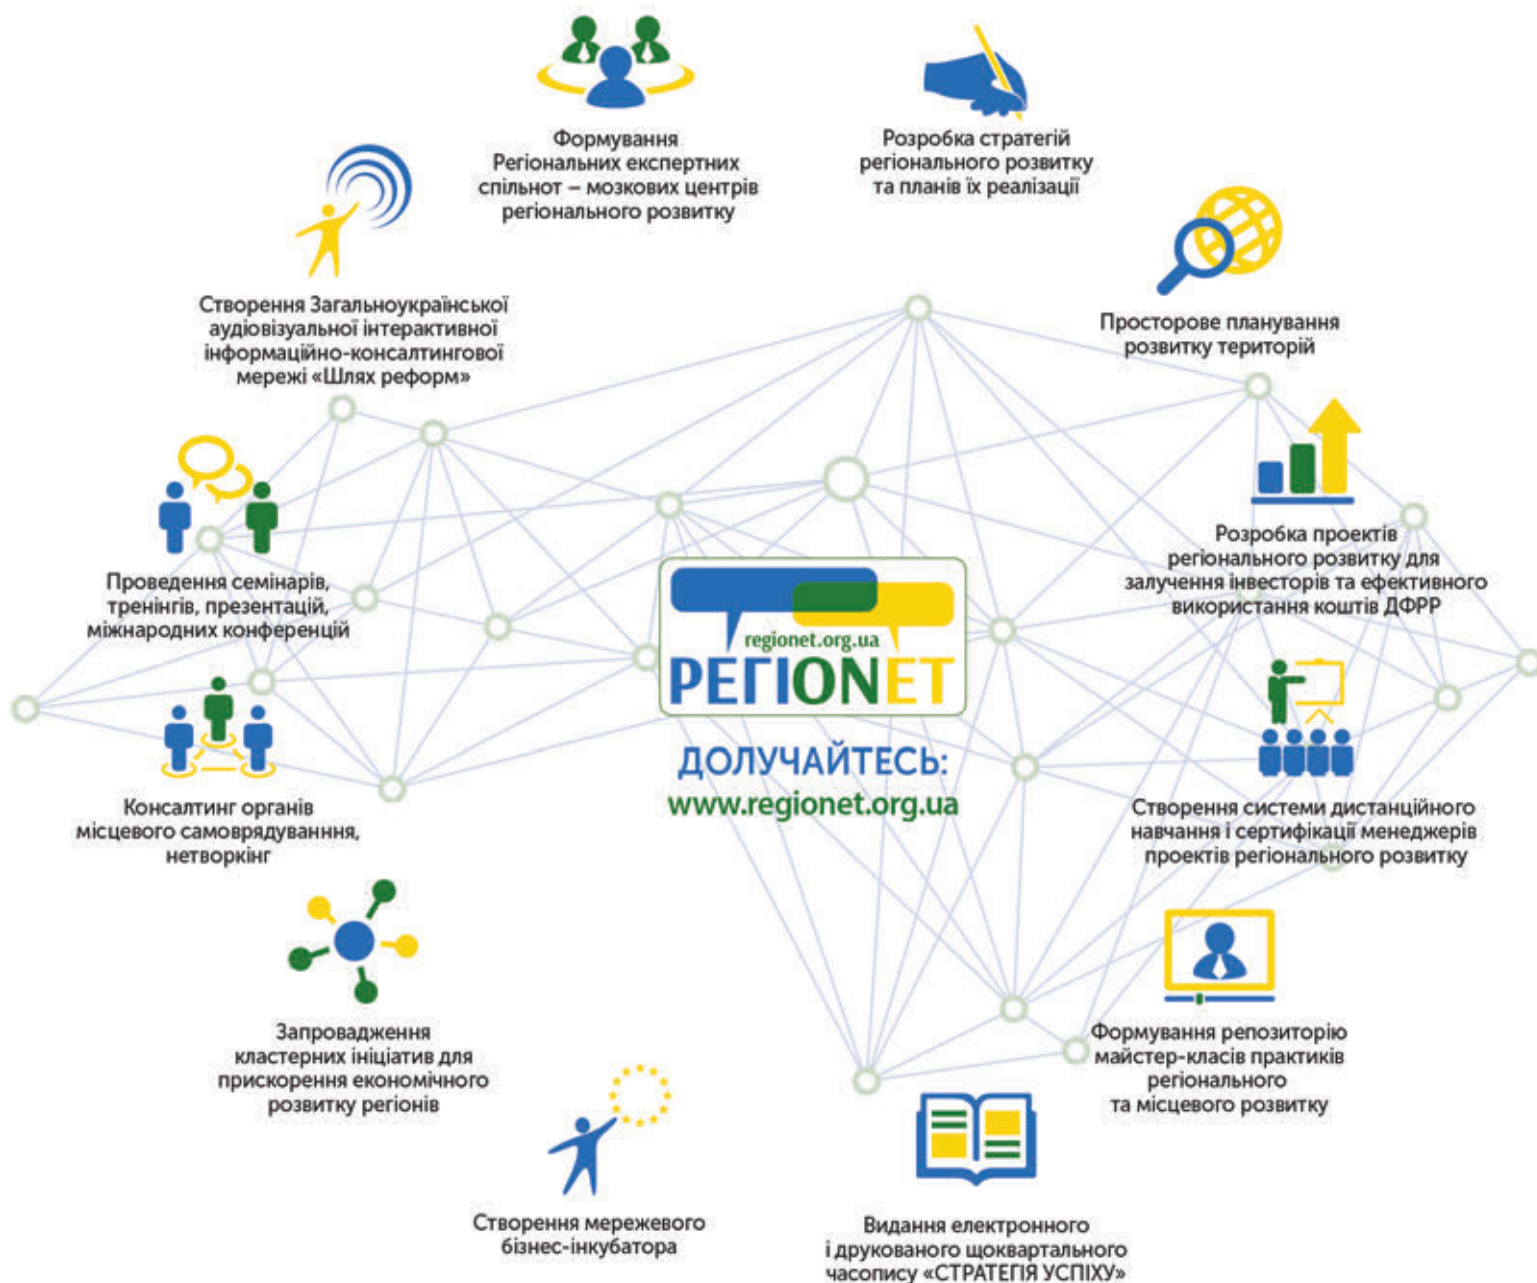 Формування
Регіональних експертних
спільнот – мозкових центрів
регіонального розвитку
Розробка стратегій
регіонального розвитку
та планів їх реалізації
Створення Загальноукраїнської
аудіовізуальної інтерактивної
інформаційно-консалтингової
мережі «Шлях реформ»
Просторове планування
розвитку територій
Проведення семінарів,
тренінгів, презентацій,
міжнародних конференцій
Розробка проектів
регіонального розвитку для
залучення інвесторів та ефективного
використання коштів ДФРР
regionet.org.ua
РЕГІОNET
ДОЛУЧАЙТЕСЬ:
www.regionet.org.ua
Консалтинг органів
місцевого самоврядуванння,
нетворкінг
Створення системи дистанційного
навчання і сертифікації менеджерів
проектів регіонального розвитку
Запровадження
кластерних ініціатив для
прискорення економічного
розвитку регіонів
Формування репозиторію
майстер-класів практиків
регіонального
та місцевого розвитку
Створення мережевого
бізнес-інкубатора
Видання електронного
і друкованого щоквартального
часопису «СТРАТЕГІЯ УСПІХУ»